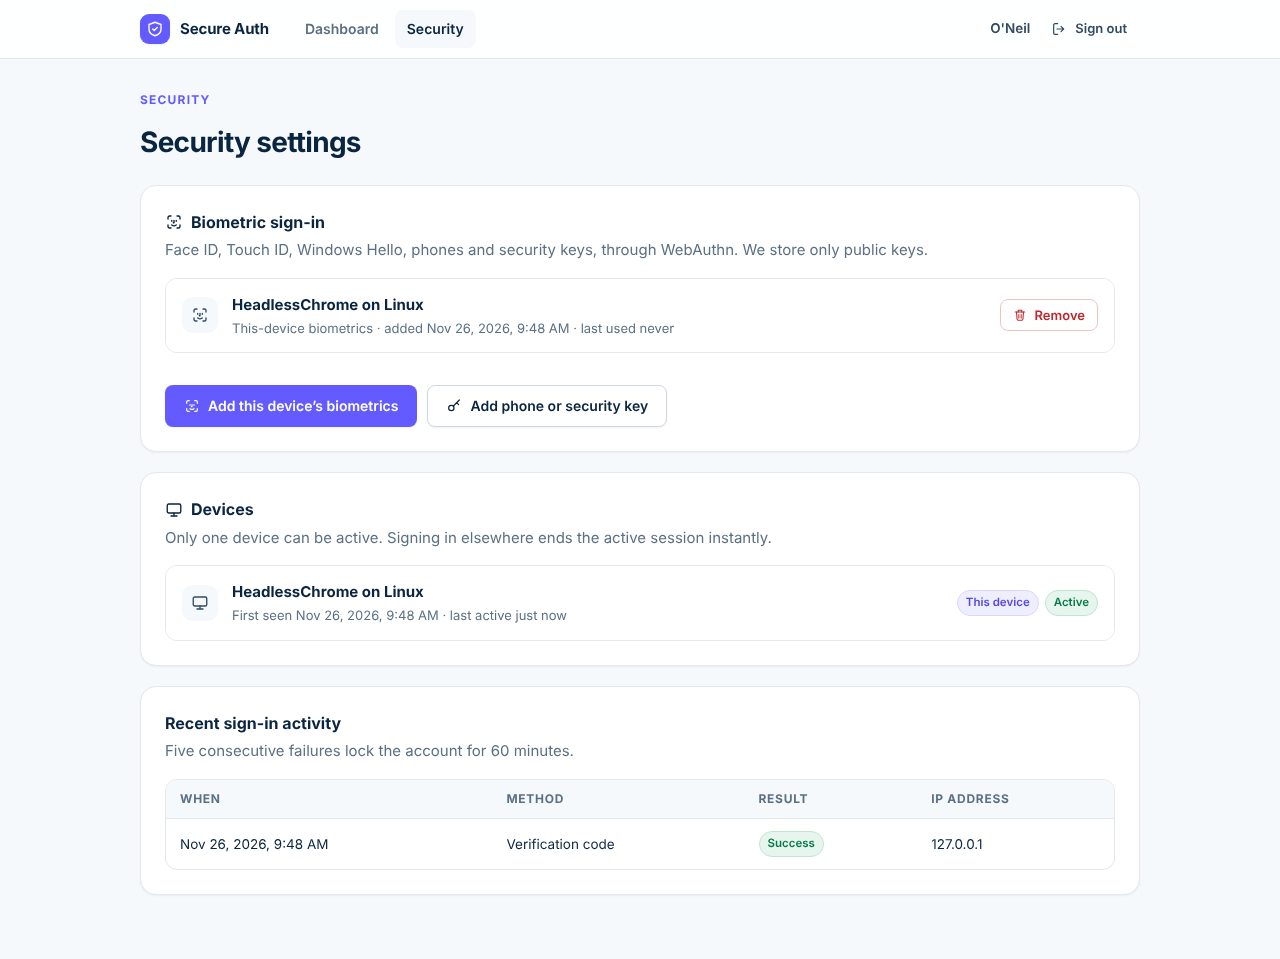 Secure Auth
Dashboard
Security
O'Neil
Sign out
SECURITY
Security settings
Biometric sign-in
Face ID, Touch ID, Windows Hello, phones and security keys, through WebAuthn. We store only public keys.
HeadlessChrome on Linux
This-device biometrics · added Nov 26, 2026, 9:48 AM · last used never
Remove
Add this device’s biometrics
Add phone or security key
Devices
Only one device can be active. Signing in elsewhere ends the active session instantly.
HeadlessChrome on Linux
First seen Nov 26, 2026, 9:48 AM · last active just now
This device
Active
Recent sign-in activity
Five consecutive failures lock the account for 60 minutes.
WHEN METHOD RESULT IP ADDRESS
Nov 26, 2026, 9:48 AM Verification code Success 127.0.0.1